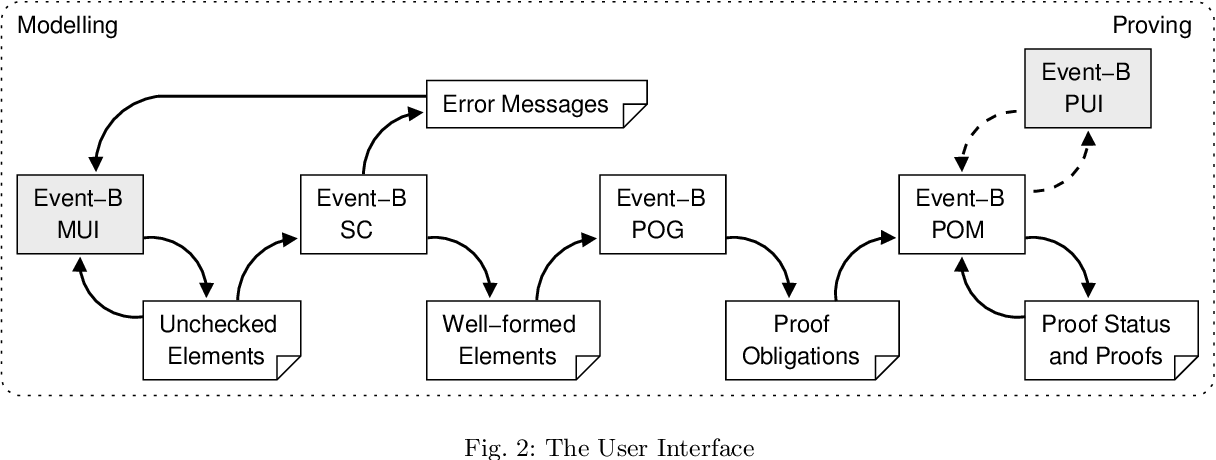 Modelling
Proving
Event−B
PUI
Error Messages
Event−B
MUI
Event−B
SC
Event−B
POG
Event−B
POM
Unchecked
Elements
Well−formed
Elements
Proof
Obligations
Proof Status
and Proofs
Fig. 2: The User Interface